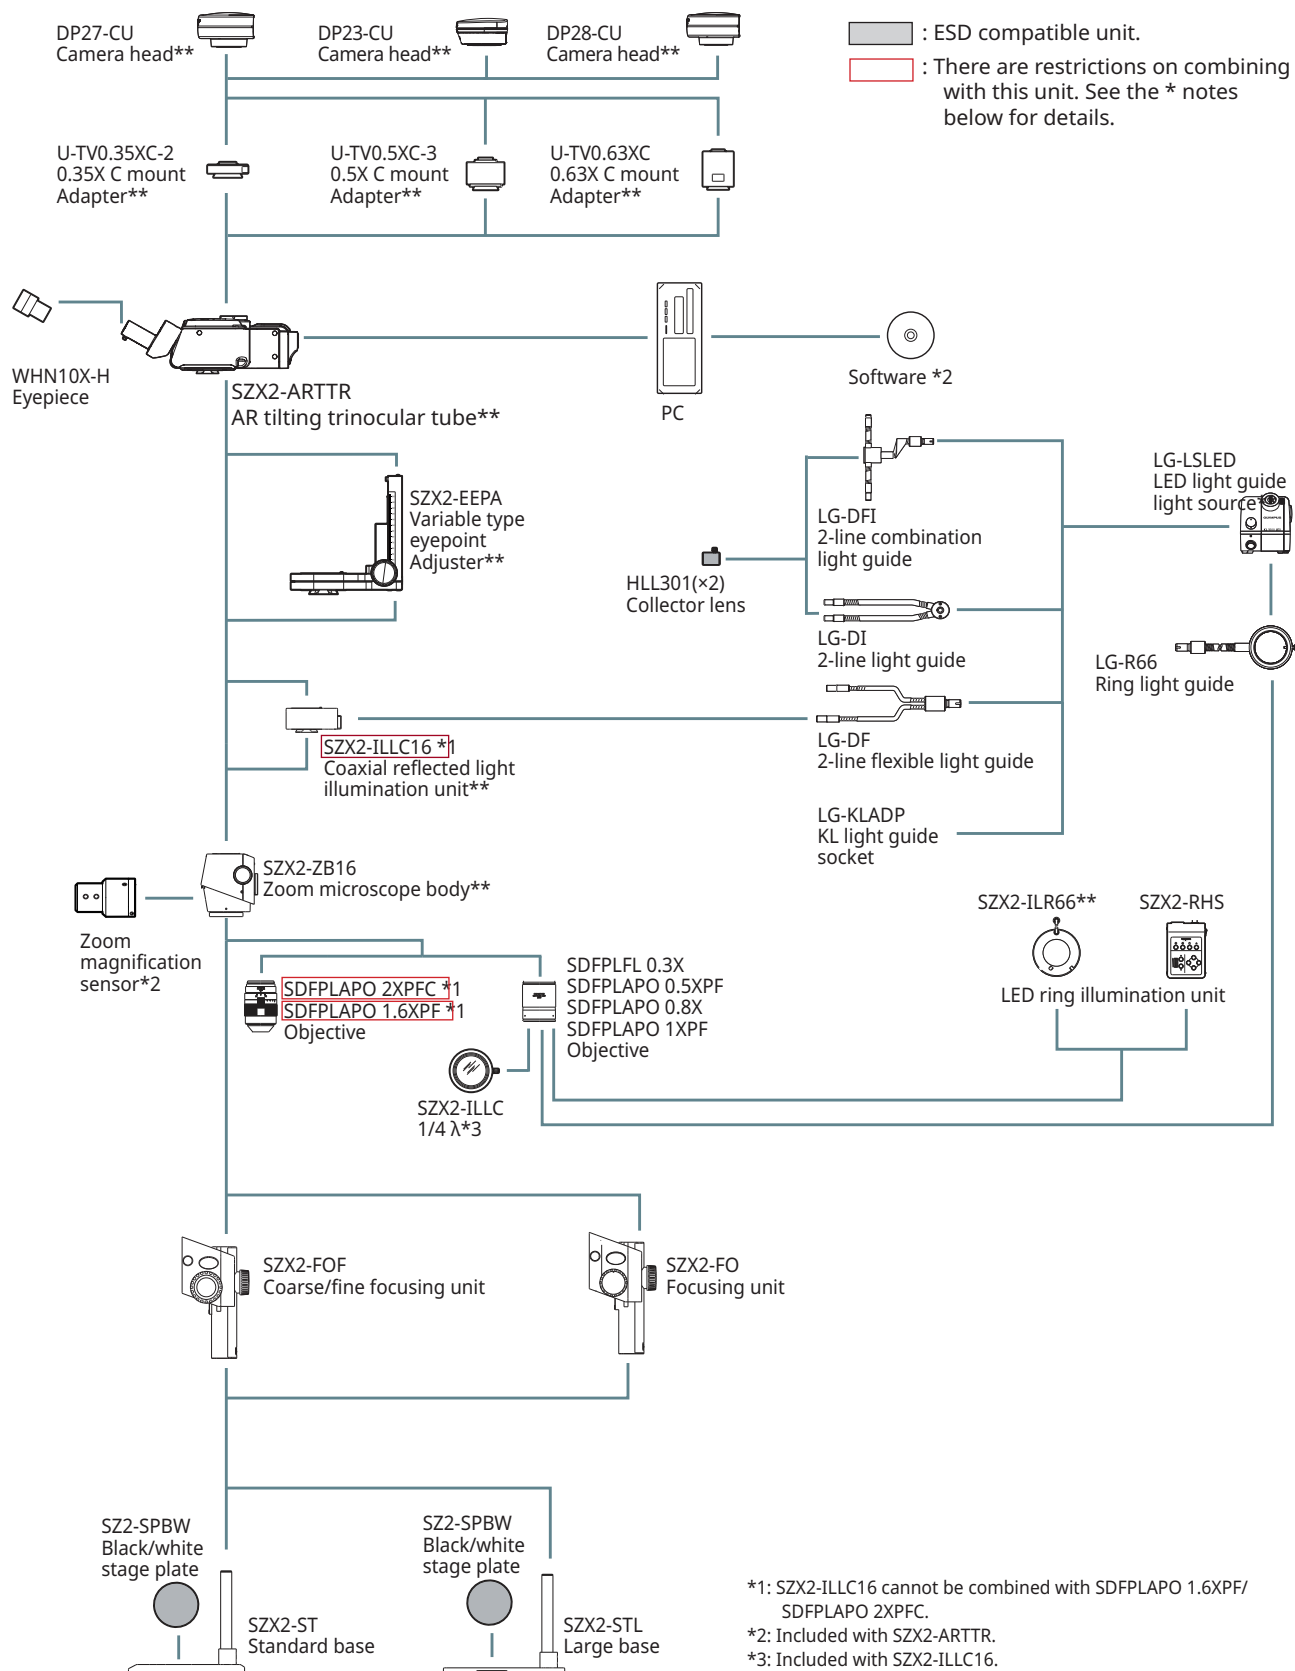 DP27-CU
Camera head**
DP23-CU
Camera head**
DP28-CU
Camera head**
: ESD compatible unit.
: There are restrictions on combining
with this unit. See the * notes
below for details.
U-TV0.35XC-2
0.35X C mount
Adapter**
U-TV0.5XC-3
0.5X C mount
Adapter**
U-TV0.63XC
0.63X C mount
Adapter**
WHN10X-H
Eyepiece
SZX2-ARTTR
AR tilting trinocular tube**
PC
Software *2
SZX2-EEPA
Variable type
eyepoint
Adjuster**
HLL301(×2)
Collector lens
LG-DFI
2-line combination
light guide
LG-LSLED
LED light guide
light source*
LG-DI
2-line light guide
LG-R66
Ring light guide
SZX2-ILLC16 *1
Coaxial reflected light
illumination unit**
LG-DF
2-line flexible light guide
LG-KLADP
KL light guide
socket
SZX2-ZB16
Zoom microscope body**
Zoom
magnification
sensor*2
SZX2-ILR66**
SZX2-RHS
LED ring illumination unit
SDFPLAPO 2XPFC *1
SDFPLAPO 1.6XPF *1
Objective
SDFPLFL 0.3X
SDFPLAPO 0.5XPF
SDFPLAPO 0.8X
SDFPLAPO 1XPF
Objective
SZX2-ILLC
1/4 λ*3
SZX2-FOF
Coarse/fine focusing unit
SZX2-FO
Focusing unit
SZ2-SPBW
Black/white
stage plate
SZX2-ST
Standard base
SZ2-SPBW
Black/white
stage plate
SZX2-STL
Large base
*1: SZX2-ILLC16 cannot be combined with SDFPLAPO 1.6XPF/
SDFPLAPO 2XPFC.
*2: Included with SZX2-ARTTR.
*3: Included with SZX2-ILLC16.